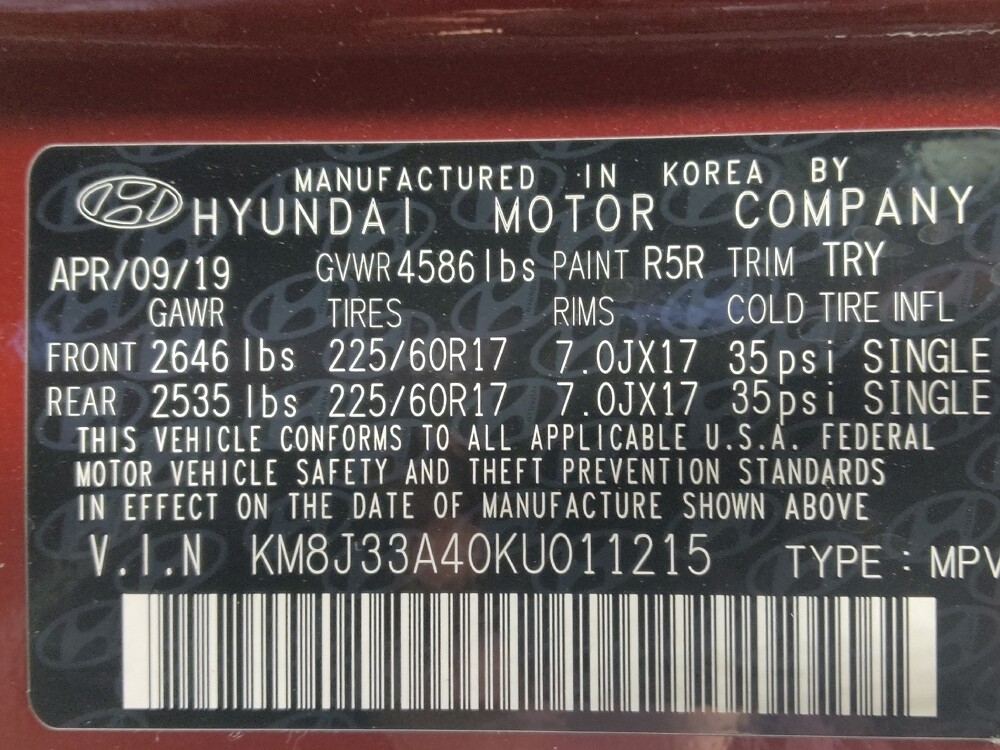 MANUFACTURED IN KOREA BY
HYUNDAI MOTOR COMPANY
APR/09/19 GVWR 4586lbs PAINT R5R TRIM TRY
GAWR TIRES RIMS COLD TIRE INFL
FRONT 2646 lbs 225/60R17 7.0JX17 35psi SINGLE
REAR 2535 lbs 225/60R17 7.0JX17 35psi SINGLE
THIS VEHICLE CONFORMS TO ALL APPLICABLE U.S.A. FEDERAL
MOTOR VEHICLE SAFETY AND THEFT PREVENTION STANDARDS
IN EFFECT ON THE DATE OF MANUFACTURE SHOWN ABOVE
V.I.N KM8J33A40KU011215 TYPE : MPV